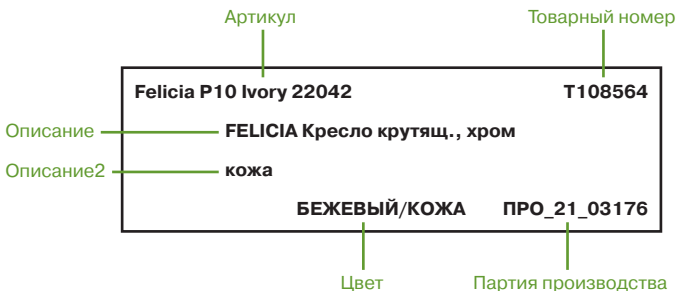 Артикул Товарный номер
Felicia P10 Ivory 22042 T108564
Описание FELICIA Кресло крутящ., хром
Описание2 кожа
БЕЖЕВЫЙ/КОЖА ПРО_21_03176
Цвет Партия производства